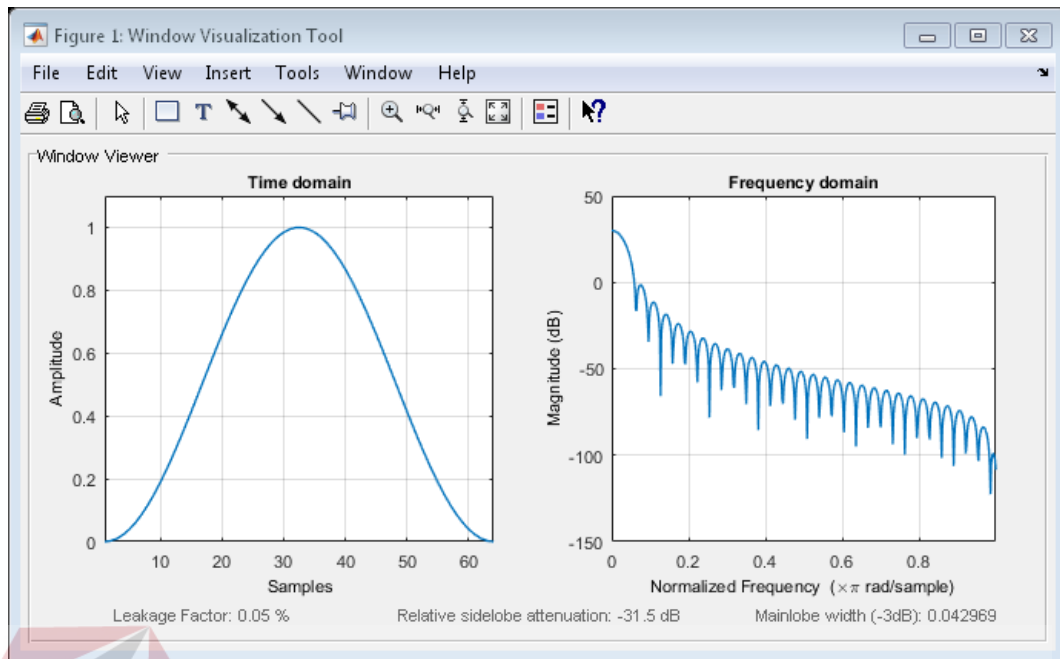 Figure 1: Window Visualization Tool
File Edit View Insert Tools Window Help
T
?
Window Viewer
Time domain
1
0.8
0.6
0.4
0.2
0
Amplitude
10 20 30 40 50 60
Samples
Frequency domain
50
0
-50
-100
-150
Magnitude (dB)
0 0.2 0.4 0.6 0.8
Normalized Frequency (×π rad/sample)
Leakage Factor: 0.05 % Relative sidelobe attenuation: -31.5 dB Mainlobe width (-3dB): 0.042969